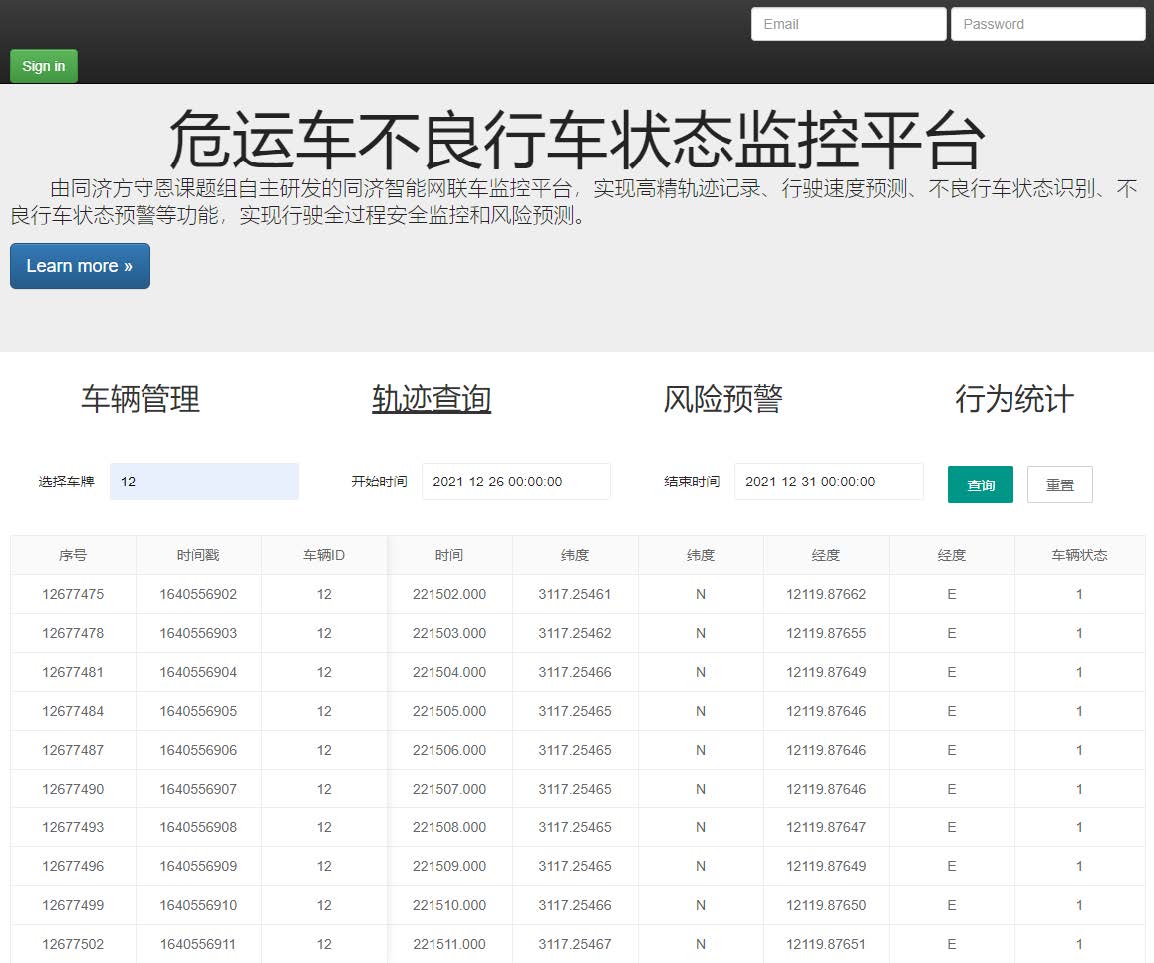 Email Password
Sign in
危运车不良行车状态监控平台
由同济方守恩课题组自主研发的同济智能网联车监控平台，实现高精轨迹记录、行驶速度预测、不良行车状态识别、不
良行车状态预警等功能，实现行驶全过程安全监控和风险预测。
Learn more »
车辆管理 轨迹查询 风险预警 行为统计
选择车牌 12 开始时间 2021-12-26 00:00:00 结束时间 2021-12-31 00:00:00 查询 重置
序号 时间戳 车辆ID 时间 纬度 纬度 经度 经度 车辆状态
12677475 1640556902 12 221502.000 3117.25461 N 12119.87662 E 1
12677478 1640556903 12 221503.000 3117.25462 N 12119.87655 E 1
12677481 1640556904 12 221504.000 3117.25466 N 12119.87649 E 1
12677484 1640556905 12 221505.000 3117.25465 N 12119.87646 E 1
12677487 1640556906 12 221506.000 3117.25465 N 12119.87646 E 1
12677490 1640556907 12 221507.000 3117.25465 N 12119.87646 E 1
12677493 1640556908 12 221508.000 3117.25465 N 12119.87647 E 1
12677496 1640556909 12 221509.000 3117.25465 N 12119.87649 E 1
12677499 1640556910 12 221510.000 3117.25466 N 12119.87650 E 1
12677502 1640556911 12 221511.000 3117.25467 N 12119.87651 E 1